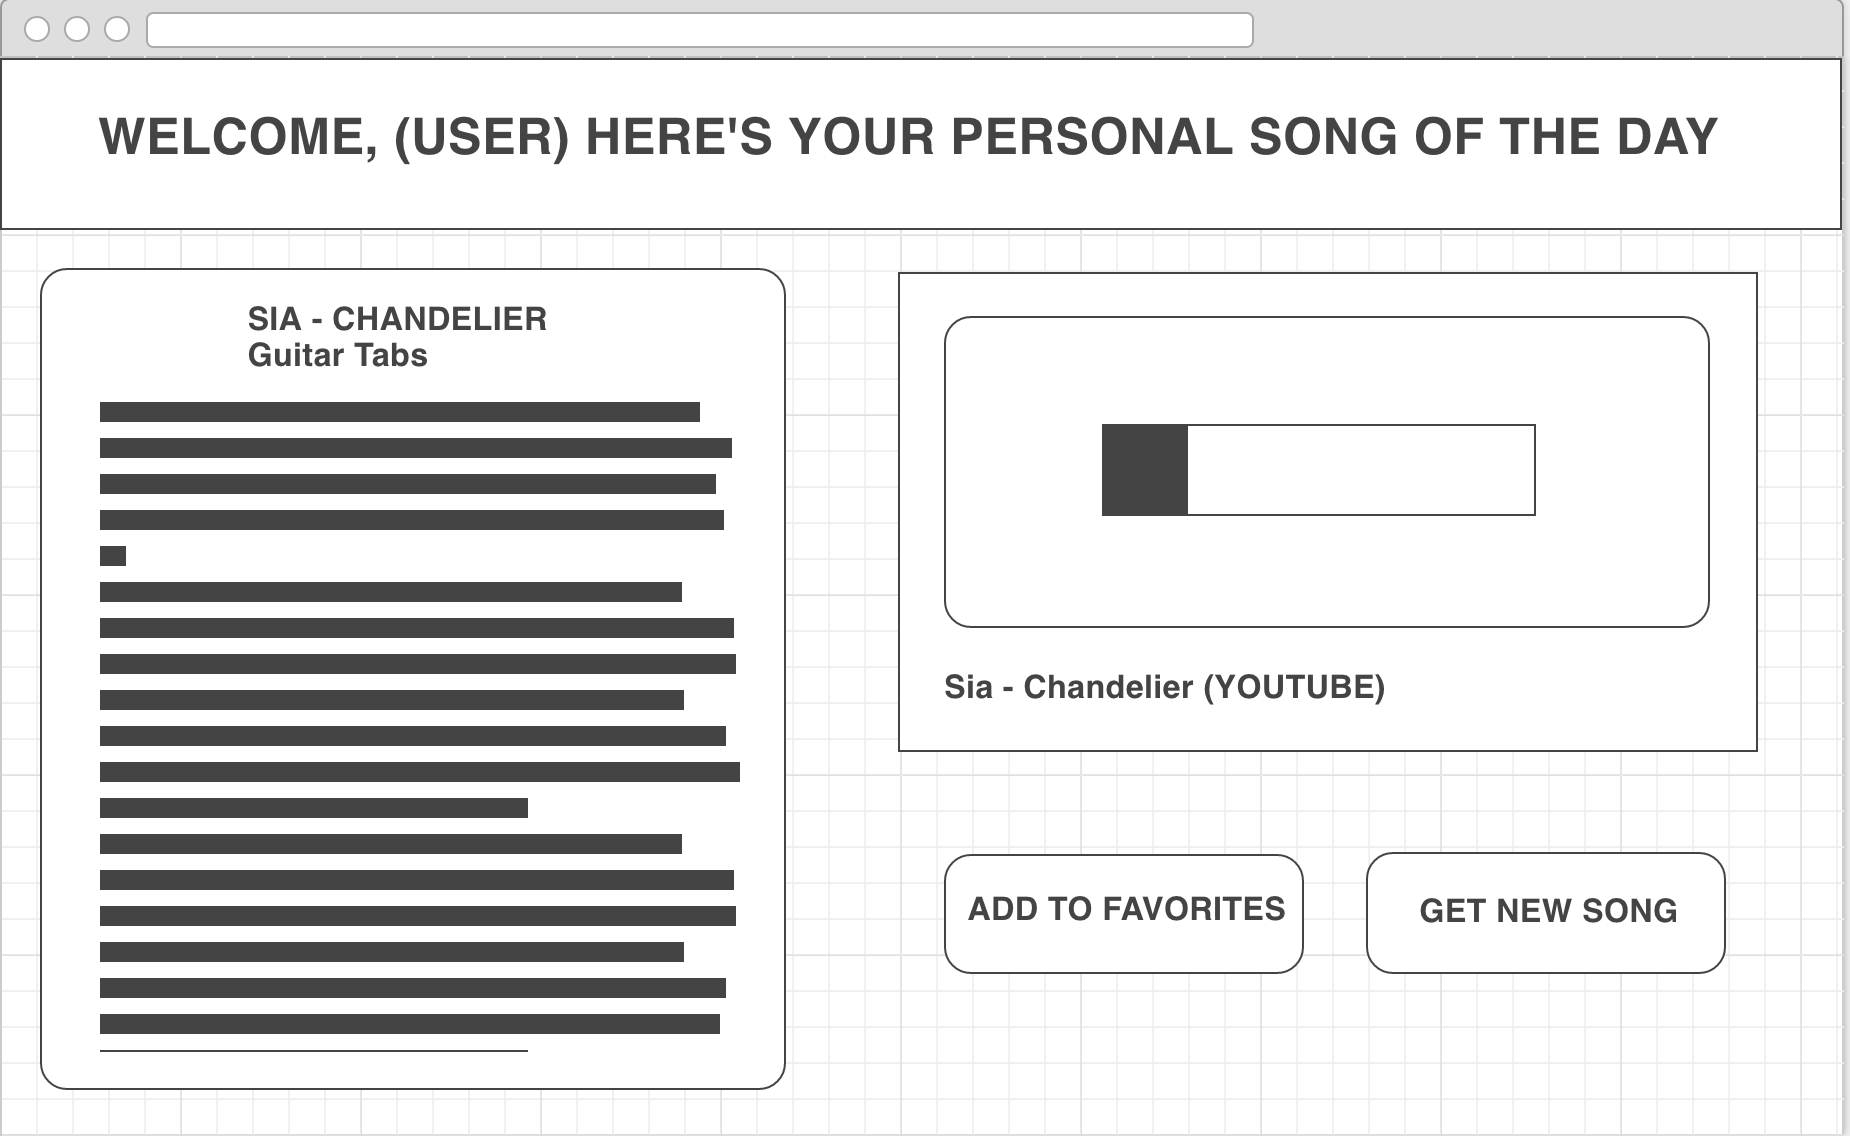 WELCOME, (USER) HERE'S YOUR PERSONAL SONG OF THE DAY
SIA - CHANDELIER
Guitar Tabs
Sia - Chandelier (YOUTUBE)
ADD TO FAVORITES
GET NEW SONG